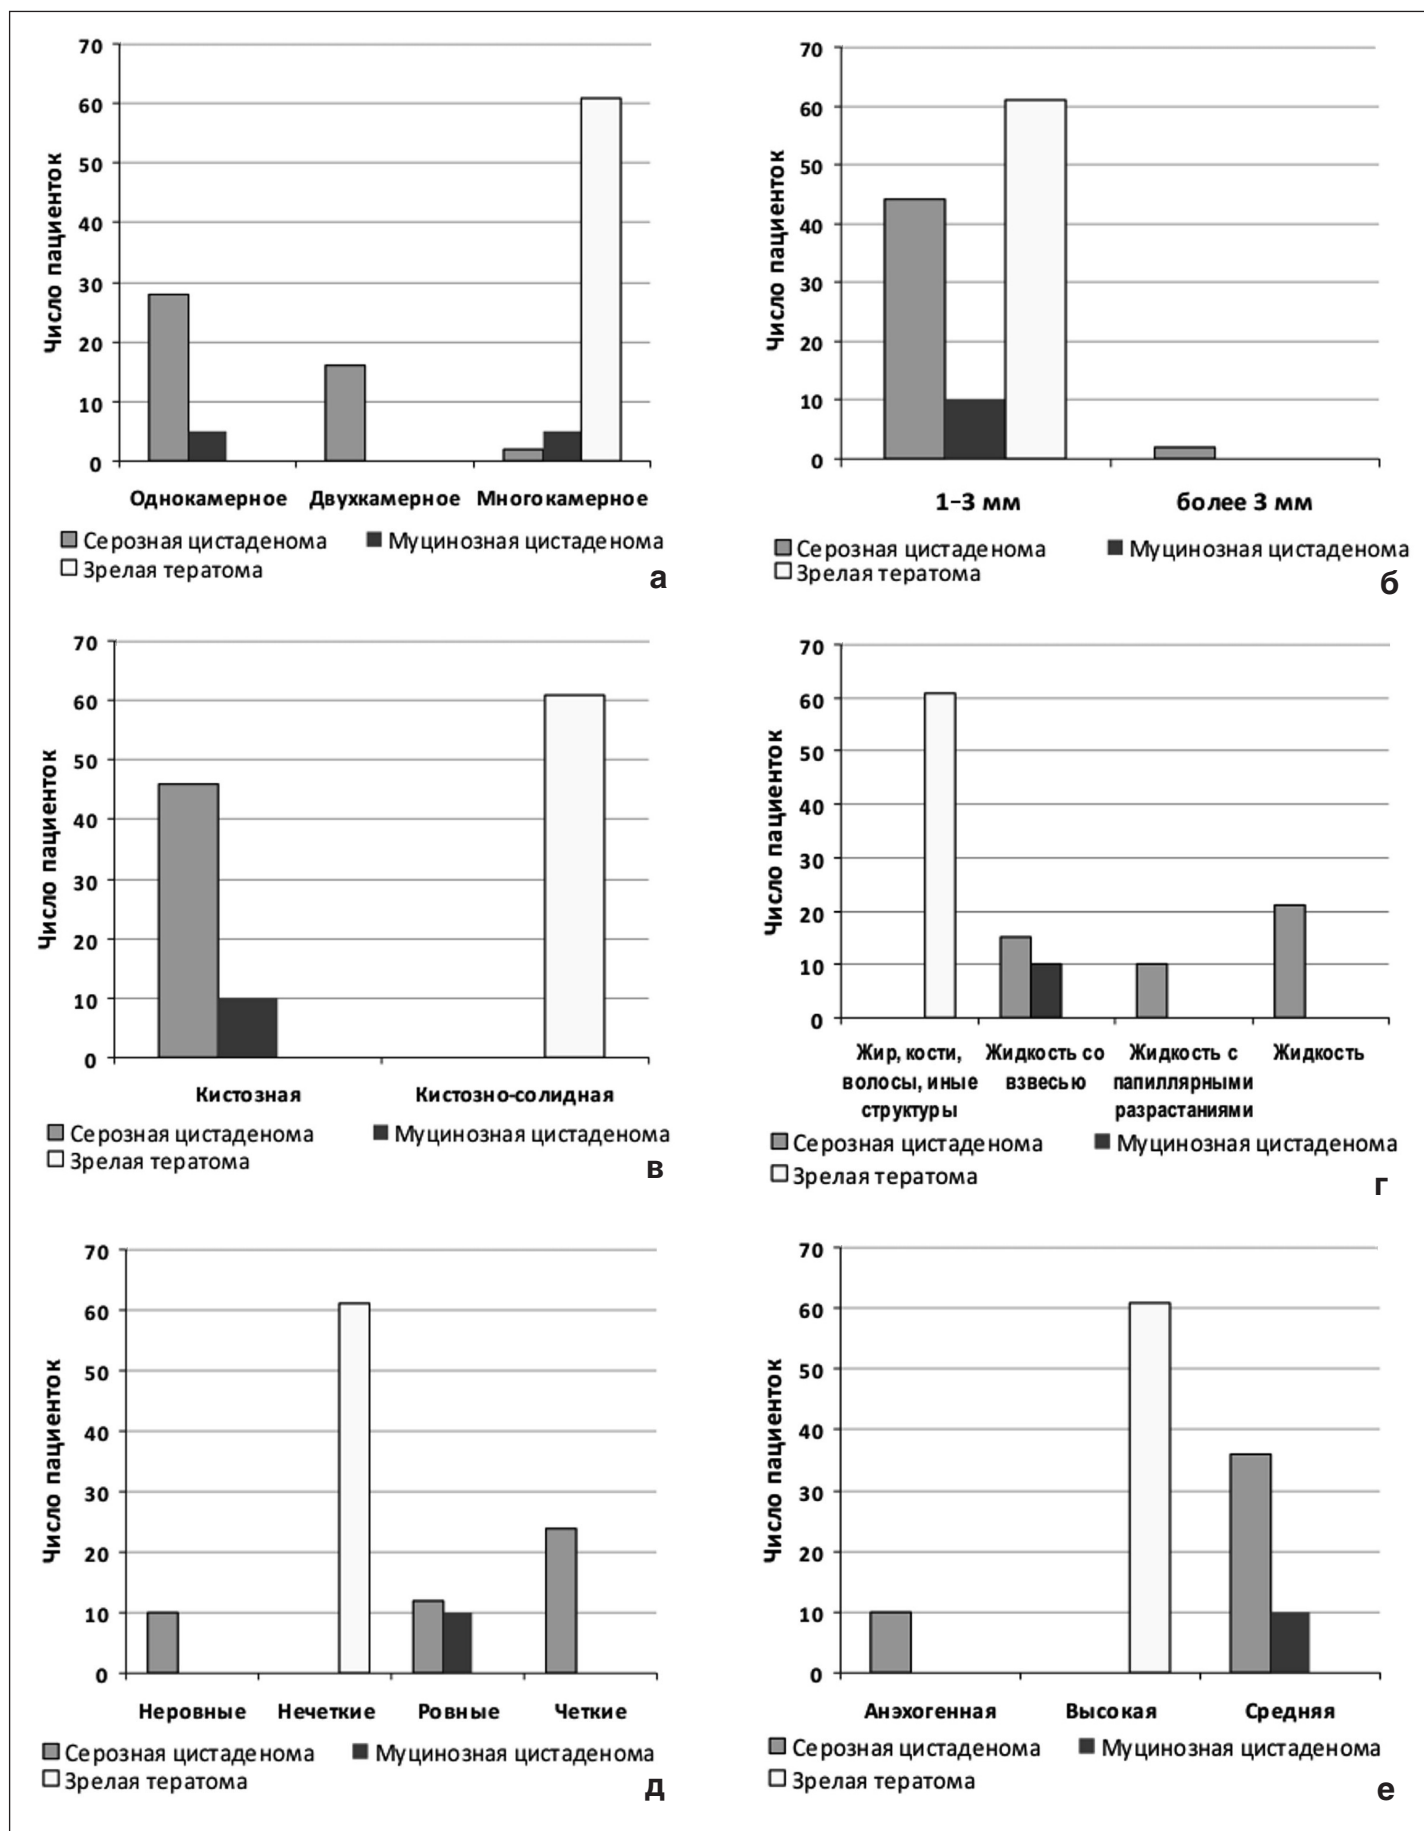 70
60
50
40
30
20
10
0
Число пациенток
Однокамерное Двухкамерное Многокамерное
Серозная цистаденома Муцинозная цистаденома
Зрелая тератома
а
70
60
50
40
30
20
10
0
Число пациенток
1–3 мм более 3 мм
Серозная цистаденома Муцинозная цистаденома
Зрелая тератома
б
70
60
50
40
30
20
10
0
Число пациенток
Кистозная Кистозно-солидная
Серозная цистаденома Муцинозная цистаденома
Зрелая тератома
в
70
60
50
40
30
20
10
0
Число пациенток
Жир, кости, Жидкость со Жидкость с Жидкость
волосы, иные взвесью папиллярными
структуры разрастаниями
Серозная цистаденома Муцинозная цистаденома
Зрелая тератома
г
70
60
50
40
30
20
10
0
Число пациенток
Неровные Нечеткие Ровные Четкие
Серозная цистаденома Муцинозная цистаденома
Зрелая тератома
д
70
60
50
40
30
20
10
0
Число пациенток
Анэхогенная Высокая Средняя
Серозная цистаденома Муцинозная цистаденома
Зрелая тератома
е